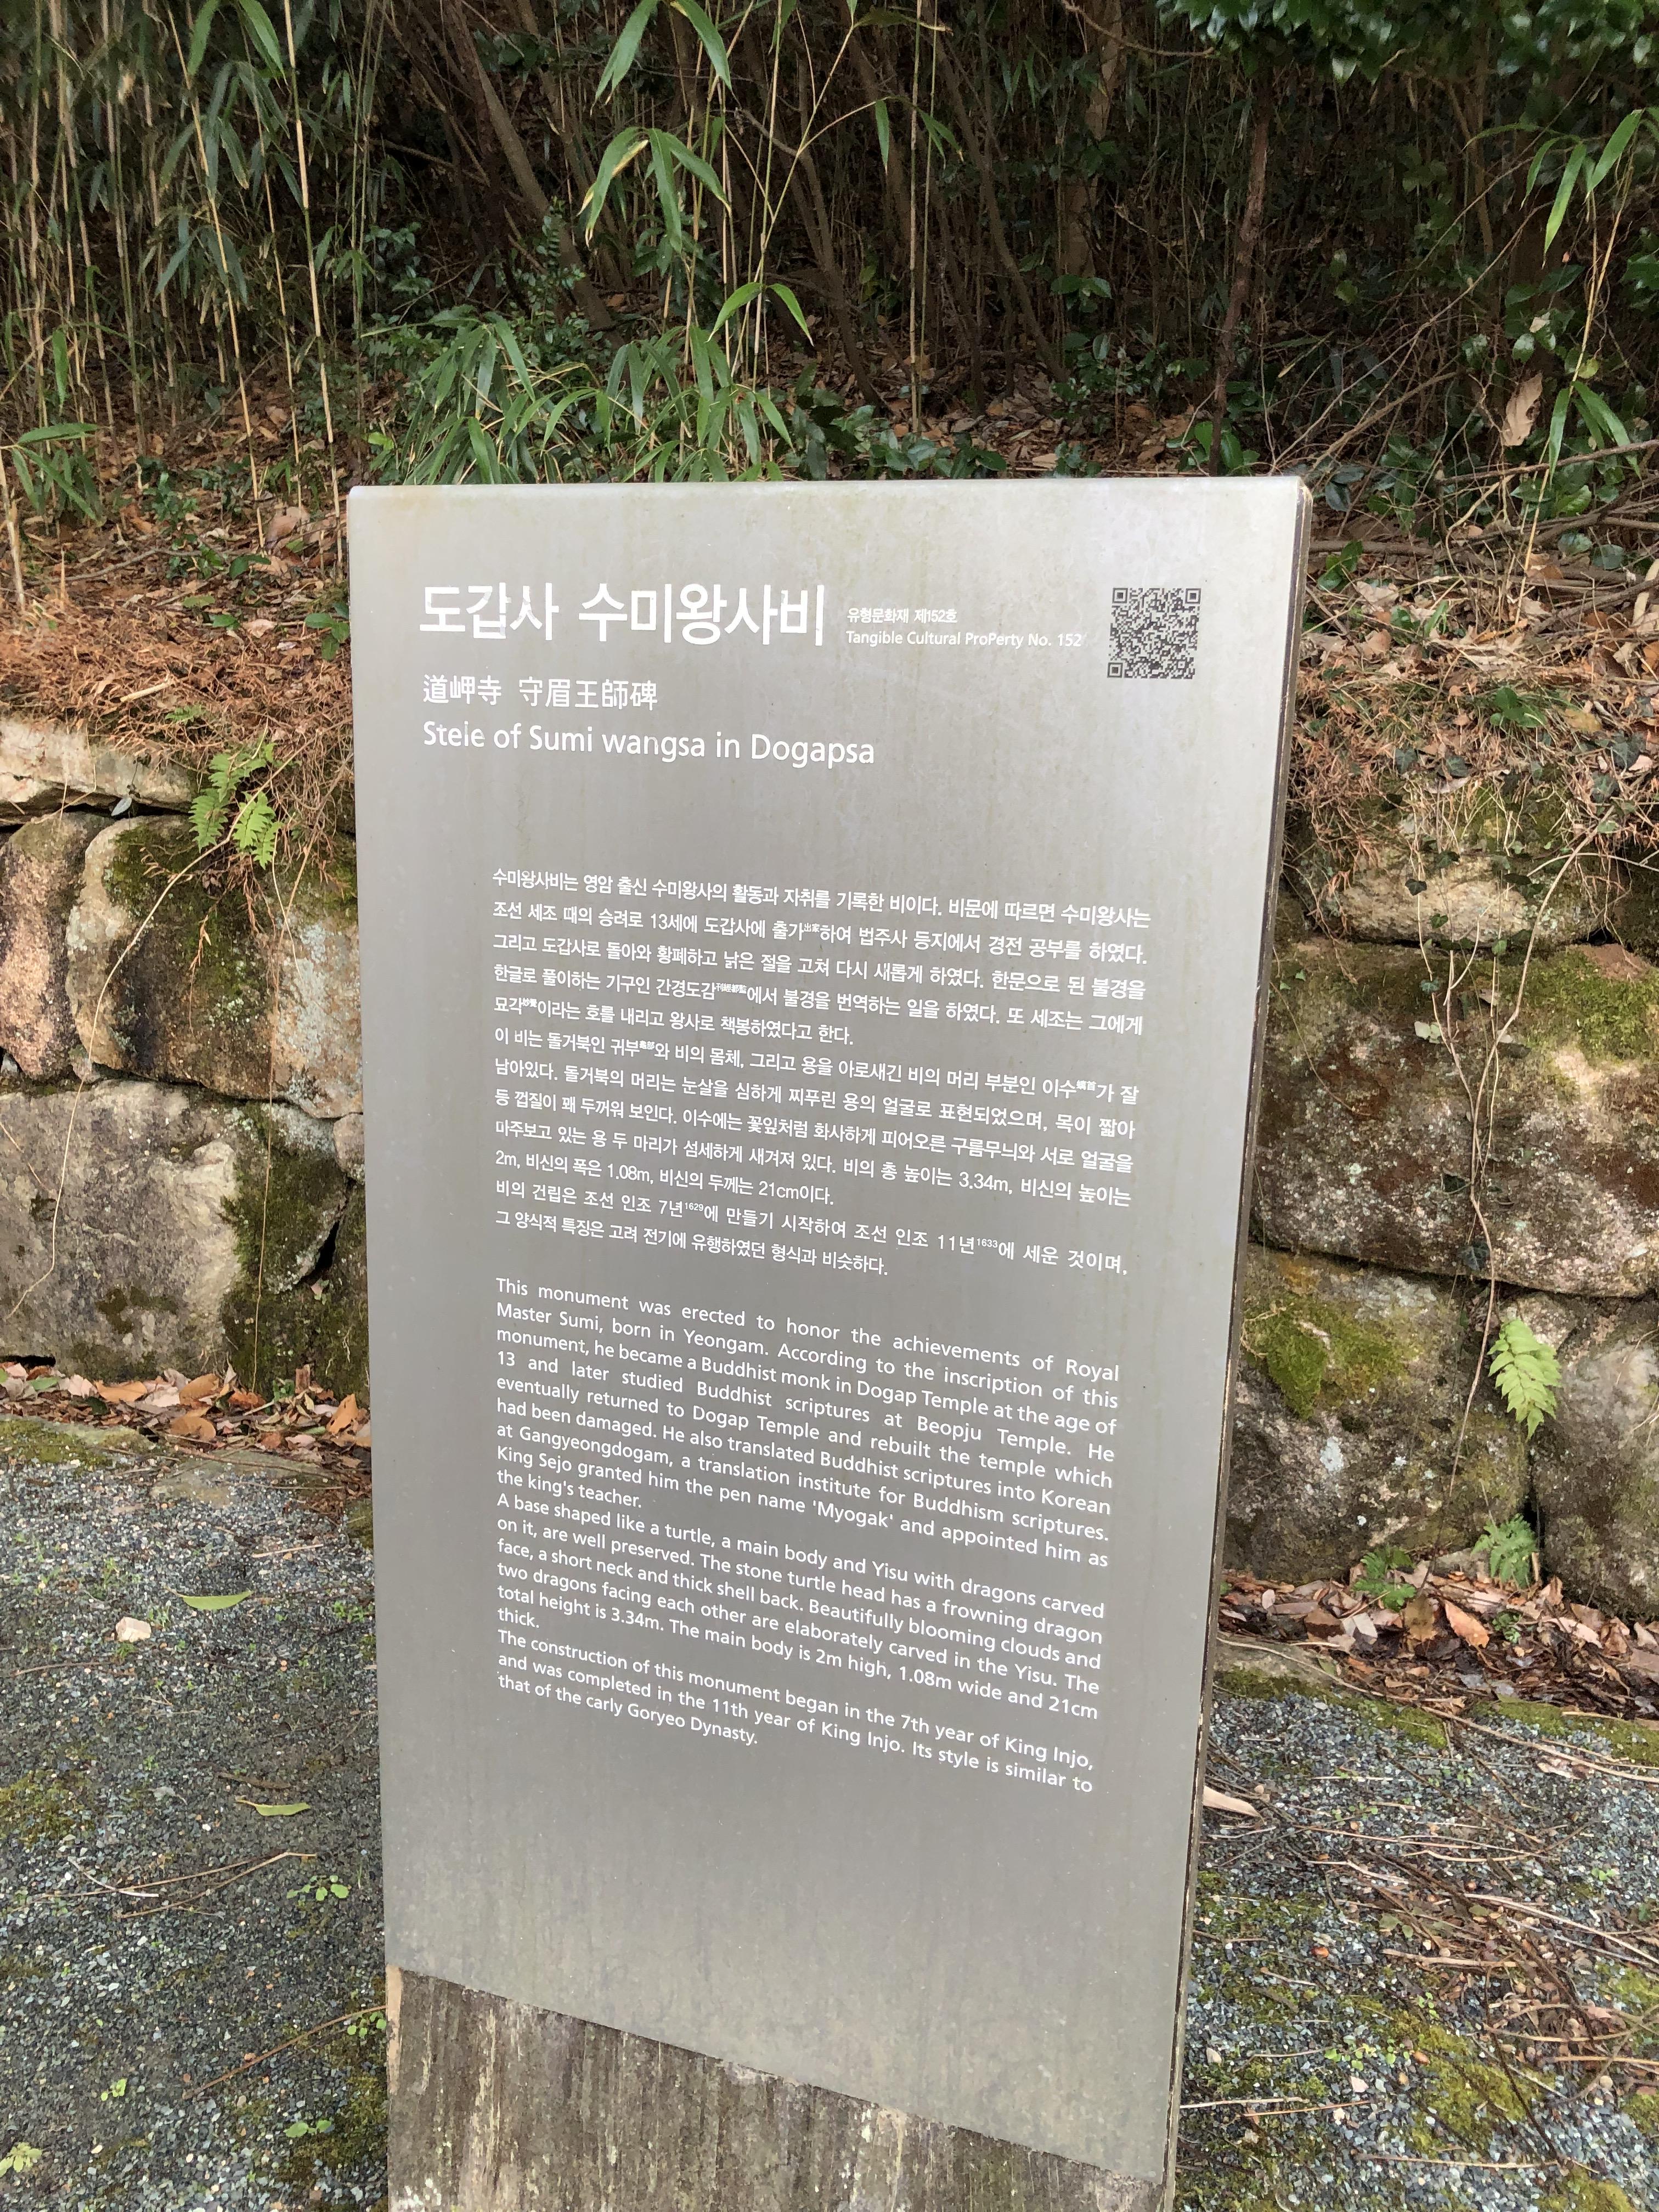 도갑사 수미왕사비
유형문화재 제152호
Tangible Cultural ProPerty No. 152
道岬寺 守眉王師碑
Steie of Sumi wangsa in Dogapsa
수미왕사비는 영암 출신 수미왕사의 활동과 자취를 기록한 비이다. 비문에 따르면 수미왕사는
조선 세조 때의 승려로 13세에 도갑사에 출가出家하여 법주사 등지에서 경전 공부를 하였다.
그리고 도갑사로 돌아와 황폐하고 낡은 절을 고쳐 다시 새롭게 하였다. 한문으로 된 불경을
한글로 풀이하는 기구인 간경도감刊經都監에서 불경을 번역하는 일을 하였다. 또 세조는 그에게
묘각妙覺이라는 호를 내리고 왕사로 책봉하였다고 한다.
이 비는 돌거북인 귀부와 비의 몸체, 그리고 용을 아로새긴 비의 머리 부분인 이수螭首가 잘
남아있다. 돌거북의 머리는 눈살을 심하게 찌푸린 용의 얼굴로 표현되었으며, 목이 짧아
등 껍질이 꽤 두꺼워 보인다. 이수에는 꽃잎처럼 화사하게 피어오른 구름무늬와 서로 얼굴을
마주보고 있는 용 두 마리가 섬세하게 새겨져 있다. 비의 총 높이는 3.34m, 비신의 높이는
2m, 비신의 폭은 1.08m, 비신의 두께는 21cm이다.
비의 건립은 조선 인조 7년1629에 만들기 시작하여 조선 인조 11년1633에 세운 것이며,
그 양식적 특징은 고려 전기에 유행하였던 형식과 비슷하다.
This monument was erected to honor the achievements of Royal
Master Sumi, born in Yeongam. According to the inscription of this
monument, he became a Buddhist monk in Dogap Temple at the age of
13 and later studied Buddhist scriptures at Beopju Temple. He
eventually returned to Dogap Temple and rebuilt the temple which
had been damaged. He also translated Buddhist scriptures into Korean
at Gangyeongdogam, a translation institute for Buddhism scriptures.
King Sejo granted him the pen name 'Myogak' and appointed him as
the king's teacher.
A base shaped like a turtle, a main body and Yisu with dragons carved
on it, are well preserved. The stone turtle head has a frowning dragon
face, a short neck and thick shell back. Beautifully blooming clouds and
two dragons facing each other are elaborately carved in the Yisu. The
total height is 3.34m. The main body is 2m high, 1.08m wide and 21cm
thick.
The construction of this monument began in the 7th year of King Injo,
and was completed in the 11th year of King Injo. Its style is similar to
that of the carly Goryeo Dynasty.